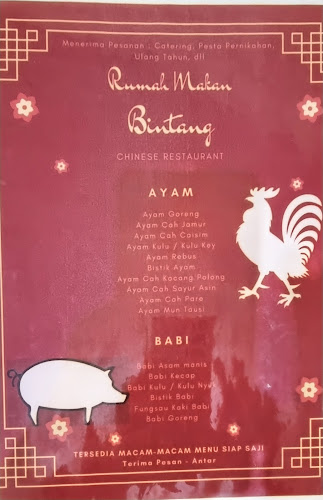 Menerima Pesanan : Catering, Pesta Pernikahan,
Ulang Tahun, dll
Rumah Makan
Bintang
CHINESE RESTAURANT
AYAM
Ayam Goreng
Ayam Cah Jamur
Ayam Cah Caisim
Ayam Kulu / Kulu Key
Ayam Rebus
Bistik Ayam
Ayam Cah Kacang Polong
Ayam Cah Sayur Asin
Ayam Cah Pare
Ayam Mun Tausi
BABI
Babi Asam manis
Babi Kecap
Babi Kulu / Kulu Nyuk
Bistik Babi
Fungsau Kaki Babi
Babi Goreng
TERSEDIA MACAM-MACAM MENU SIAP SAJI
Terima Pesan - Antar